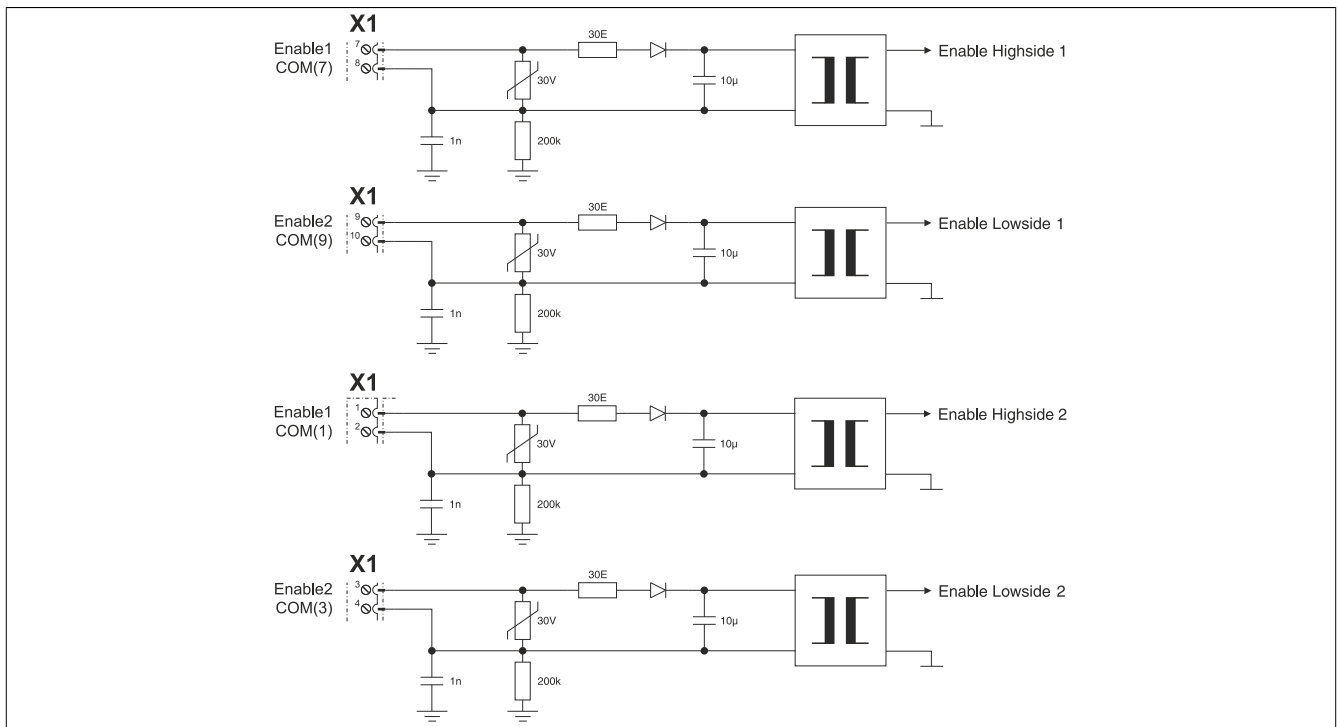 X1
Enable1
COM(7)
7
8
30E
30V
10µ
1n
200k
Enable Highside 1
X1
Enable2
COM(9)
9
10
30E
30V
10µ
1n
200k
Enable Lowside 1
X1
Enable1
COM(1)
1
2
30E
30V
10µ
1n
200k
Enable Highside 2
X1
Enable2
COM(3)
3
4
30E
30V
10µ
1n
200k
Enable Lowside 2